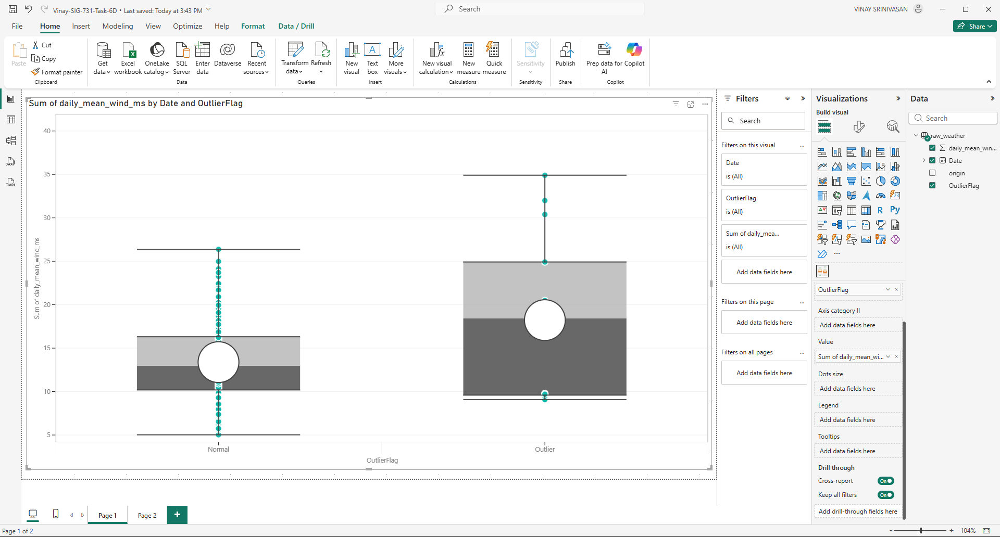 Vinay-SIG-731-Task-6D • Last saved: Today at 3:43 PM
Search
VINAY SRINIVASAN
File
Home
Insert
Modeling
View
Optimize
Help
Format
Data / Drill
Share
Paste
Cut
Copy
Format painter
Clipboard
Get data
Excel workbook
OneLake catalog
SQL Server
Enter data
Dataverse
Recent sources
Data
Transform data
Refresh
Queries
New visual
Text box
More visuals
Insert
New visual calculation
New measure
Quick measure
Calculations
Sensitivity
Sensitivity
Publish
Share
Prep data for AI
Copilot
Copilot
DAX
TMDL
Sum of daily_mean_wind_ms by Date and OutlierFlag
Sum of daily_mean_wind_ms
40
35
30
25
20
15
10
5
Normal
Outlier
OutlierFlag
Filters
Search
Filters on this visual
Date
is (All)
OutlierFlag
is (All)
Sum of daily_mea...
is (All)
Add data fields here
Filters on this page
Add data fields here
Filters on all pages
Add data fields here
Visualizations
Build visual
123
R
Py
OutlierFlag
Axis category II
Add data fields here
Value
Sum of daily_mean_wi...
Dots size
Add data fields here
Legend
Add data fields here
Tooltips
Add data fields here
Drill through
Cross-report
On
Keep all filters
On
Add drill-through fields here
Data
Search
raw_weather
daily_mean_win...
Date
origin
OutlierFlag
Page 1
Page 2
Page 1 of 2
104%